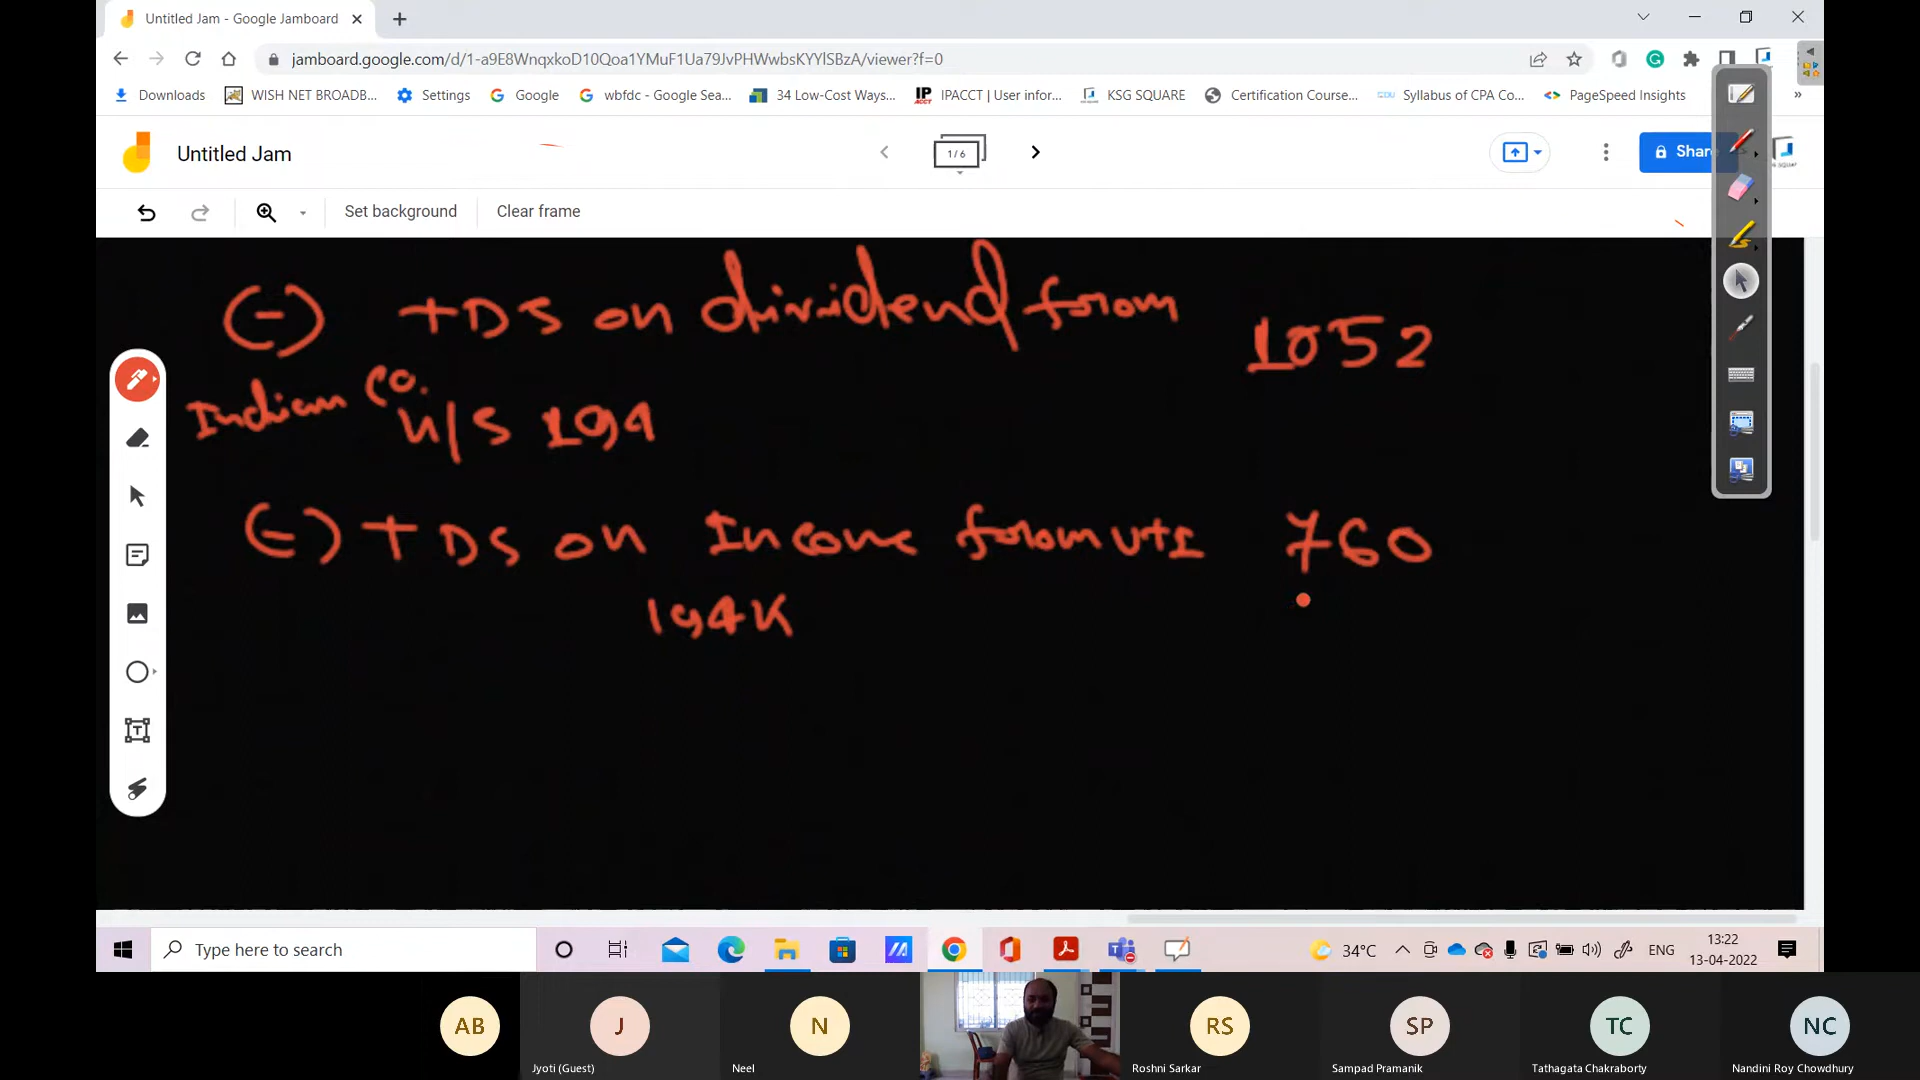 Untitled Jam - Google Jamboard
jamboard.google.com/d/1-a9E8WnqxkoD10Qoa1YMuF1Ua79JvPHWwbsKYYlSBzA/viewer?f=0
Downloads WISH NET BROADB... Settings Google wbfdc - Google Sea... 34 Low-Cost Ways... IPACCT | User infor... KSG SQUARE Certification Course... Syllabus of CPA Co... PageSpeed Insights »
Untitled Jam 1/6 Shar
Set background Clear frame
(-) TDS on dividend from 1052
Indian Co.
u/s 194
(-) TDS on Income from UTI 760
194K
Type here to search 34°C ENG 13:22
13-04-2022
AB J N RS SP TC NC
Jyoti (Guest) Neel Roshni Sarkar Sampad Pramanik Tathagata Chakraborty Nandini Roy Chowdhury